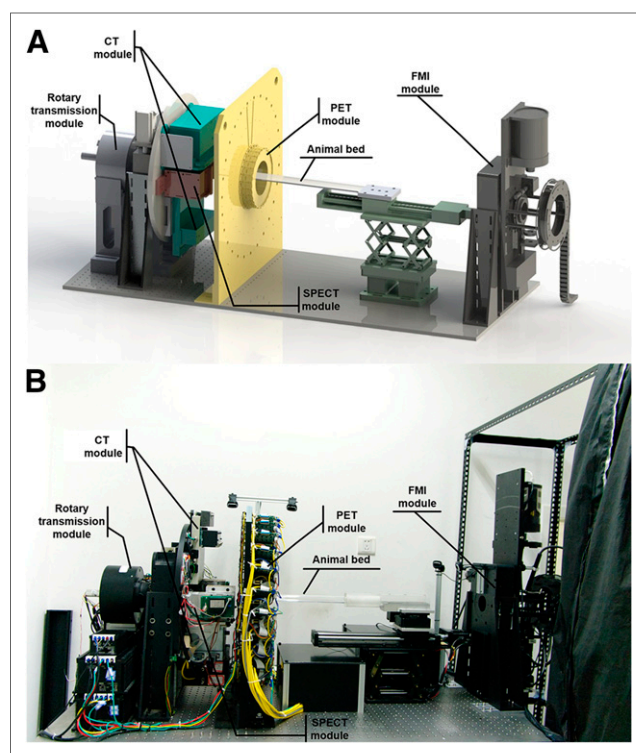 A
CT
module
FMI
module
Rotary
transmission
module
PET
module
Animal bed
SPECT
module
B
CT
module
Rotary
transmission
module
PET
module
FMI
module
Animal bed
SPECT
module